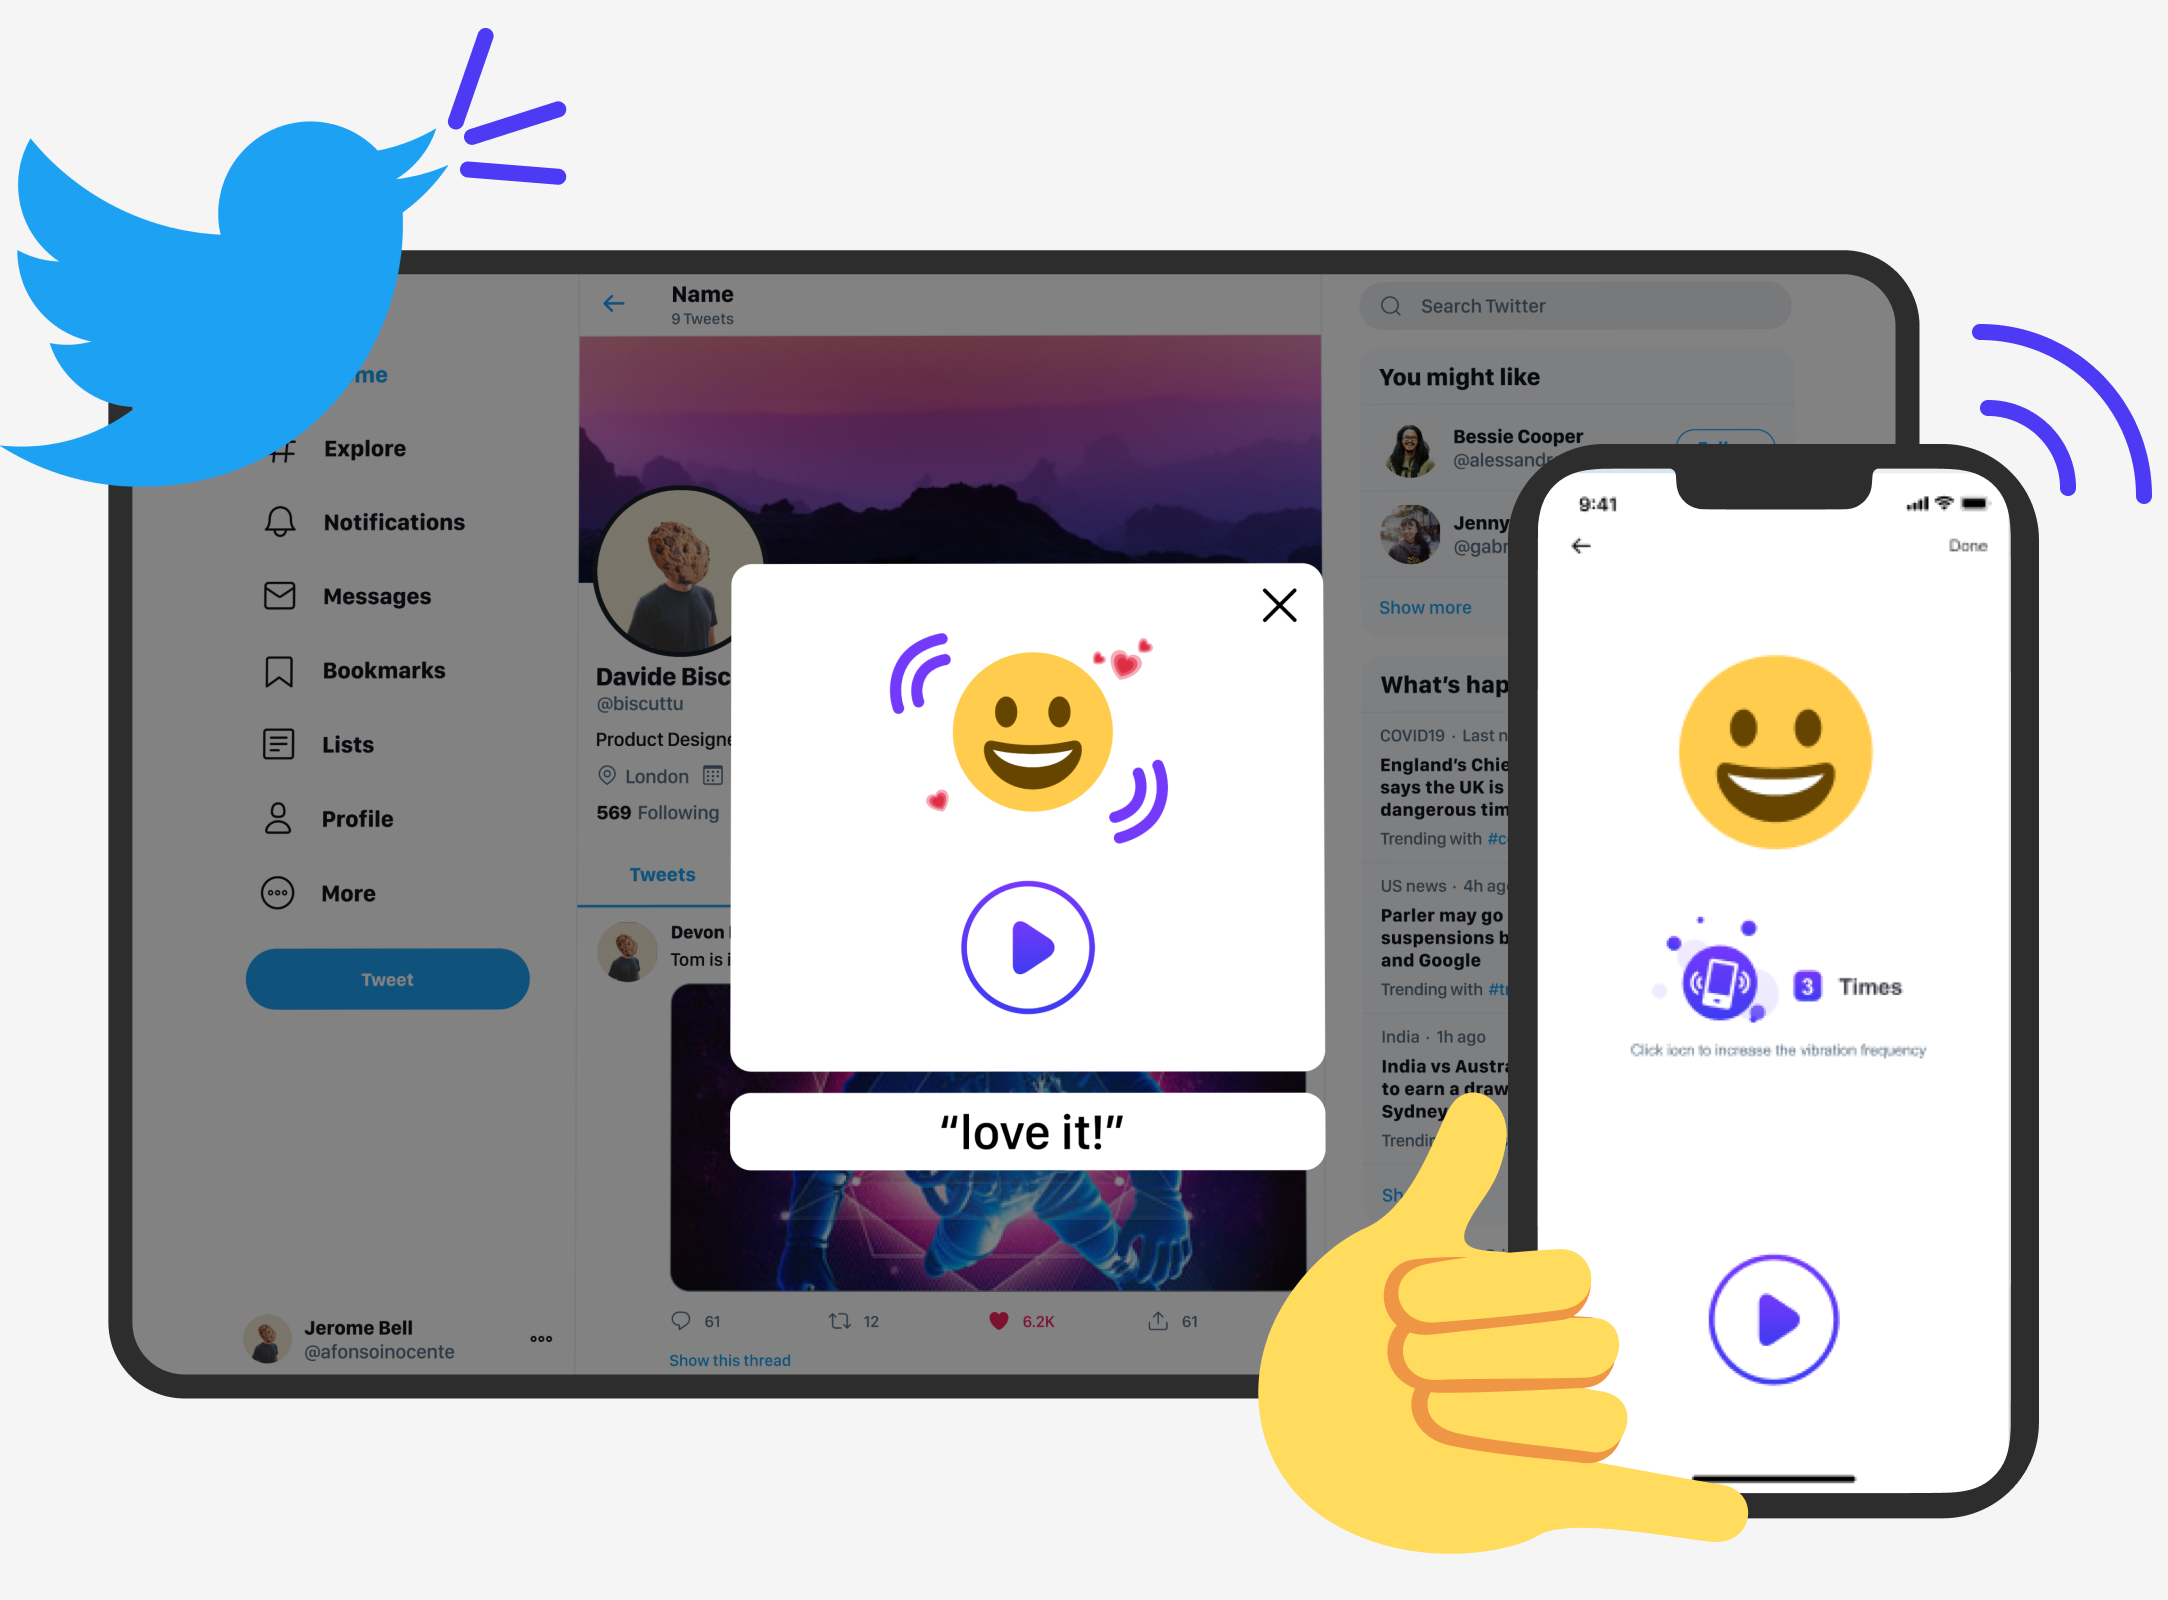 me
Explore
Notifications
Messages
Bookmarks
Lists
Profile
More
Tweet
Jerome Bell
@afonsoinocente
Name
9 Tweets
Davide Bisc
@biscuttu
Product Designe
London
569 Following
Tweets
Devon
Tom is i
“love it!”
61
12
6.2K
61
Show this thread
Search Twitter
You might like
Bessie Cooper
@alessandr
Jenny
@gabr
Show more
What’s hap
COVID19 · Last n
England’s Chie
says the UK is
dangerous tim
Trending with #c
US news · 4h ag
Parler may go
suspensions b
and Google
Trending with #t
India · 1h ago
India vs Austra
to earn a draw
Sydney
Trendi
Sh
9:41
Done
3 Times
Click icon to increase the vibration frequency